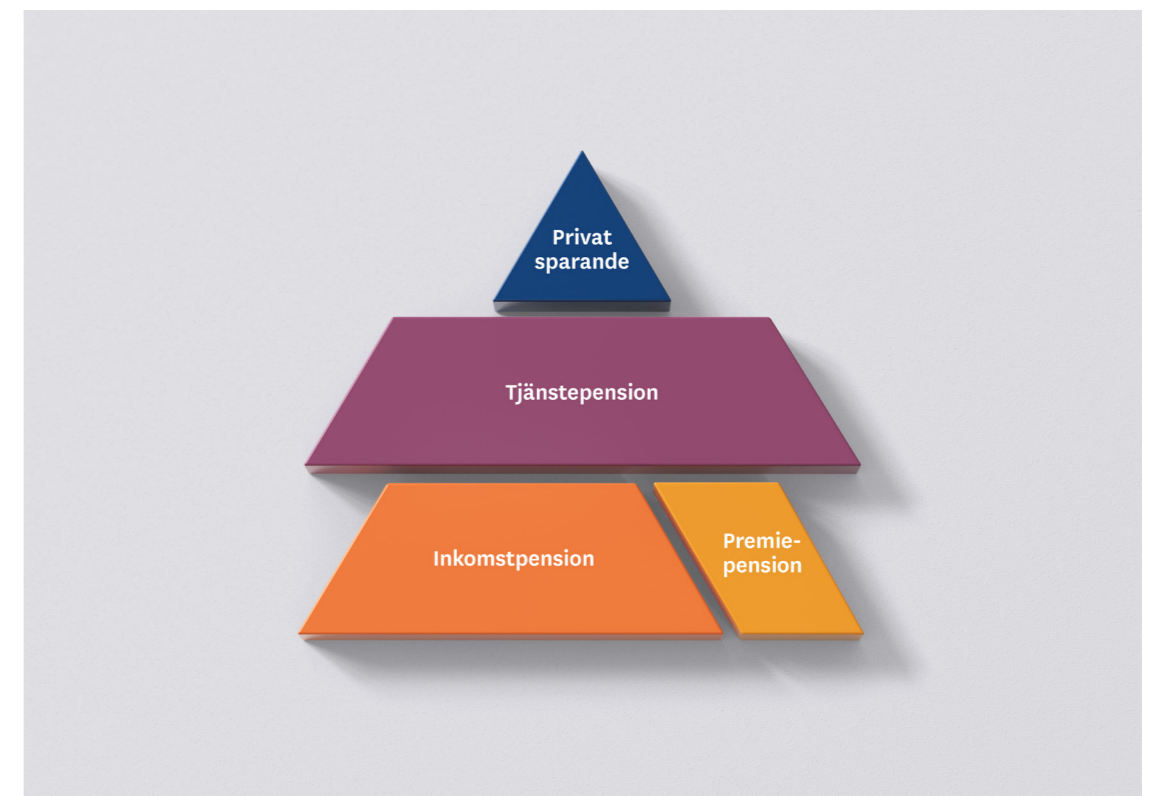 Privat
sparande
Tjänstepension
Inkomstpension
Premie-
pension